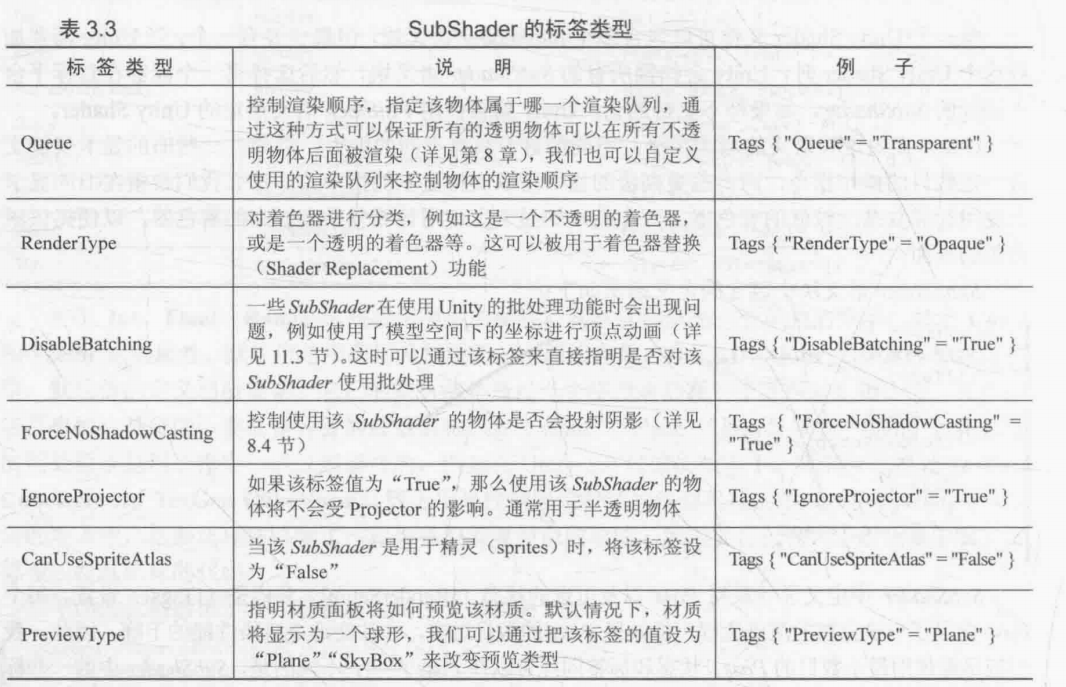 表 3.3 SubShader 的标签类型
标 签 类 型 说 明 例 子
Queue
控制渲染顺序，指定该物体属于哪一个渲染队列，通
过这种方式可以保证所有的透明物体可以在所有不透
明物体后面被渲染（详见第 8 章），我们也可以自定义
使用的渲染队列来控制物体的渲染顺序
Tags { "Queue" = "Transparent" }
RenderType
对着色器进行分类，例如这是一个不透明的着色器，
或是一个透明的着色器等。这可以被用于着色器替换
（Shader Replacement）功能
Tags { "RenderType" = "Opaque" }
DisableBatching
一些 SubShader 在使用 Unity 的批处理功能时会出现问
题，例如使用了模型空间下的坐标进行顶点动画（详
见 11.3 节）。这时可以通过该标签来直接指明是否对该
SubShader 使用批处理
Tags { "DisableBatching" = "True" }
ForceNoShadowCasting
控制使用该 SubShader 的物体是否会投射阴影（详见
8.4 节）
Tags { "ForceNoShadowCasting" =
"True" }
IgnoreProjector
如果该标签值为“True”，那么使用该 SubShader 的物
体将不会受 Projector 的影响。通常用于半透明物体
Tags { "IgnoreProjector" = "True" }
CanUseSpriteAtlas
当该 SubShader 是用于精灵（sprites）时，将该标签设
为“False”
Tags { "CanUseSpriteAtlas" = "False" }
PreviewType
指明材质面板将如何预览该材质。默认情况下，材质
将显示为一个球形，我们可以通过把该标签的值设为
“Plane”“SkyBox”来改变预览类型
Tags { "PreviewType" = "Plane" }